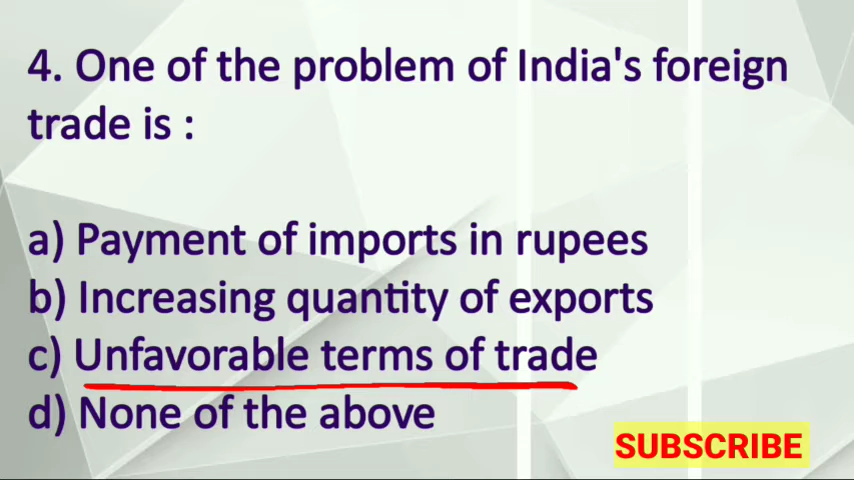 4. One of the problem of India's foreign
trade is :
a) Payment of imports in rupees
b) Increasing quantity of exports
c) Unfavorable terms of trade
d) None of the above
SUBSCRIBE